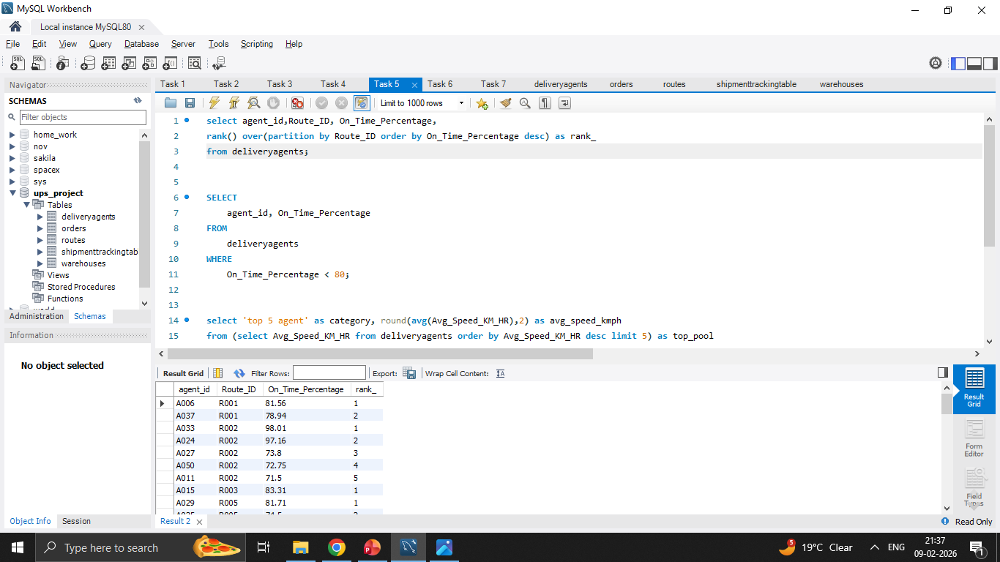 MySQL Workbench
Local instance MySQL80
File Edit View Query Database Server Tools Scripting Help
Navigator
SCHEMAS
Filter objects
home_work
nov
sakila
spacex
sys
ups_project
Tables
deliveryagents
orders
routes
shipmenttrackingtabl
warehouses
Views
Stored Procedures
Functions
Administration Schemas
Information
No object selected
Object Info Session
Task 1 Task 2 Task 3 Task 4 Task 5 Task 6 Task 7 deliveryagents orders routes shipmenttrackingtable warehouses
Limit to 1000 rows
1 select agent_id,Route_ID, On_Time_Percentage,
2 rank() over(partition by Route_ID order by On_Time_Percentage desc) as rank_
3 from deliveryagents;
4
5
6 SELECT
7 agent_id, On_Time_Percentage
8 FROM
9 deliveryagents
10 WHERE
11 On_Time_Percentage < 80;
12
13
14 select 'top 5 agent' as category, round(avg(Avg_Speed_KM_HR),2) as avg_speed_kmph
15 from (select Avg_Speed_KM_HR from deliveryagents order by Avg_Speed_KM_HR desc limit 5) as top_pool
Result Grid Filter Rows: Export: Wrap Cell Content:
agent_id Route_ID On_Time_Percentage rank_
A006 R001 81.56 1
A037 R001 78.94 2
A033 R002 98.01 1
A024 R002 97.16 2
A027 R002 73.8 3
A050 R002 72.75 4
A011 R002 71.5 5
A015 R003 83.31 1
A029 R005 81.71 1
Result Grid
Form Editor
Field Types
Result 2
Read Only
Type here to search
5
19°C Clear
ENG
21:37
09-02-2026
1